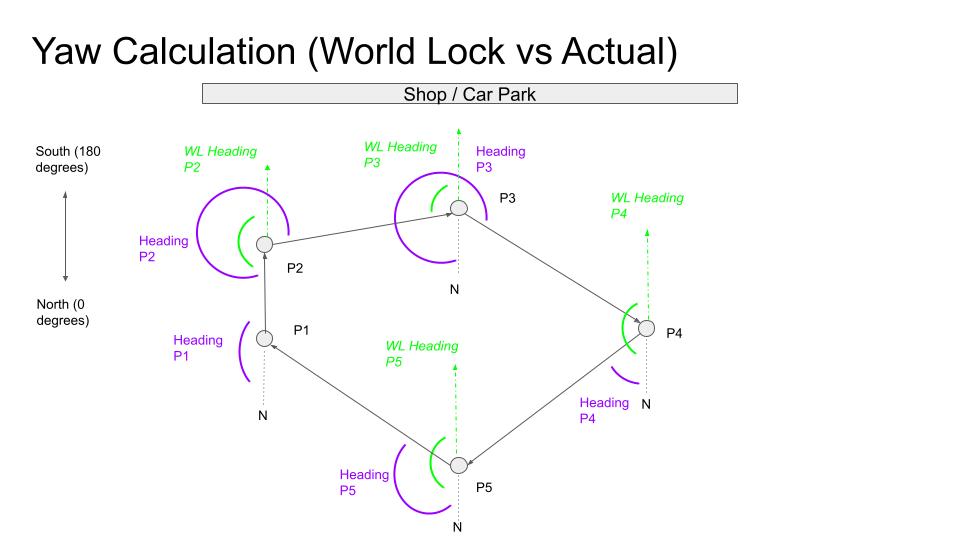 Yaw Calculation (World Lock vs Actual)
Shop / Car Park
South (180
degrees)
WL Heading
P2
WL Heading
P3
Heading
P3
P3
WL Heading
P4
Heading
P2
P2
N
North (0
degrees)
P1
Heading
P1
WL Heading
P5
P4
N
Heading
P4
N
Heading
P5
P5
N